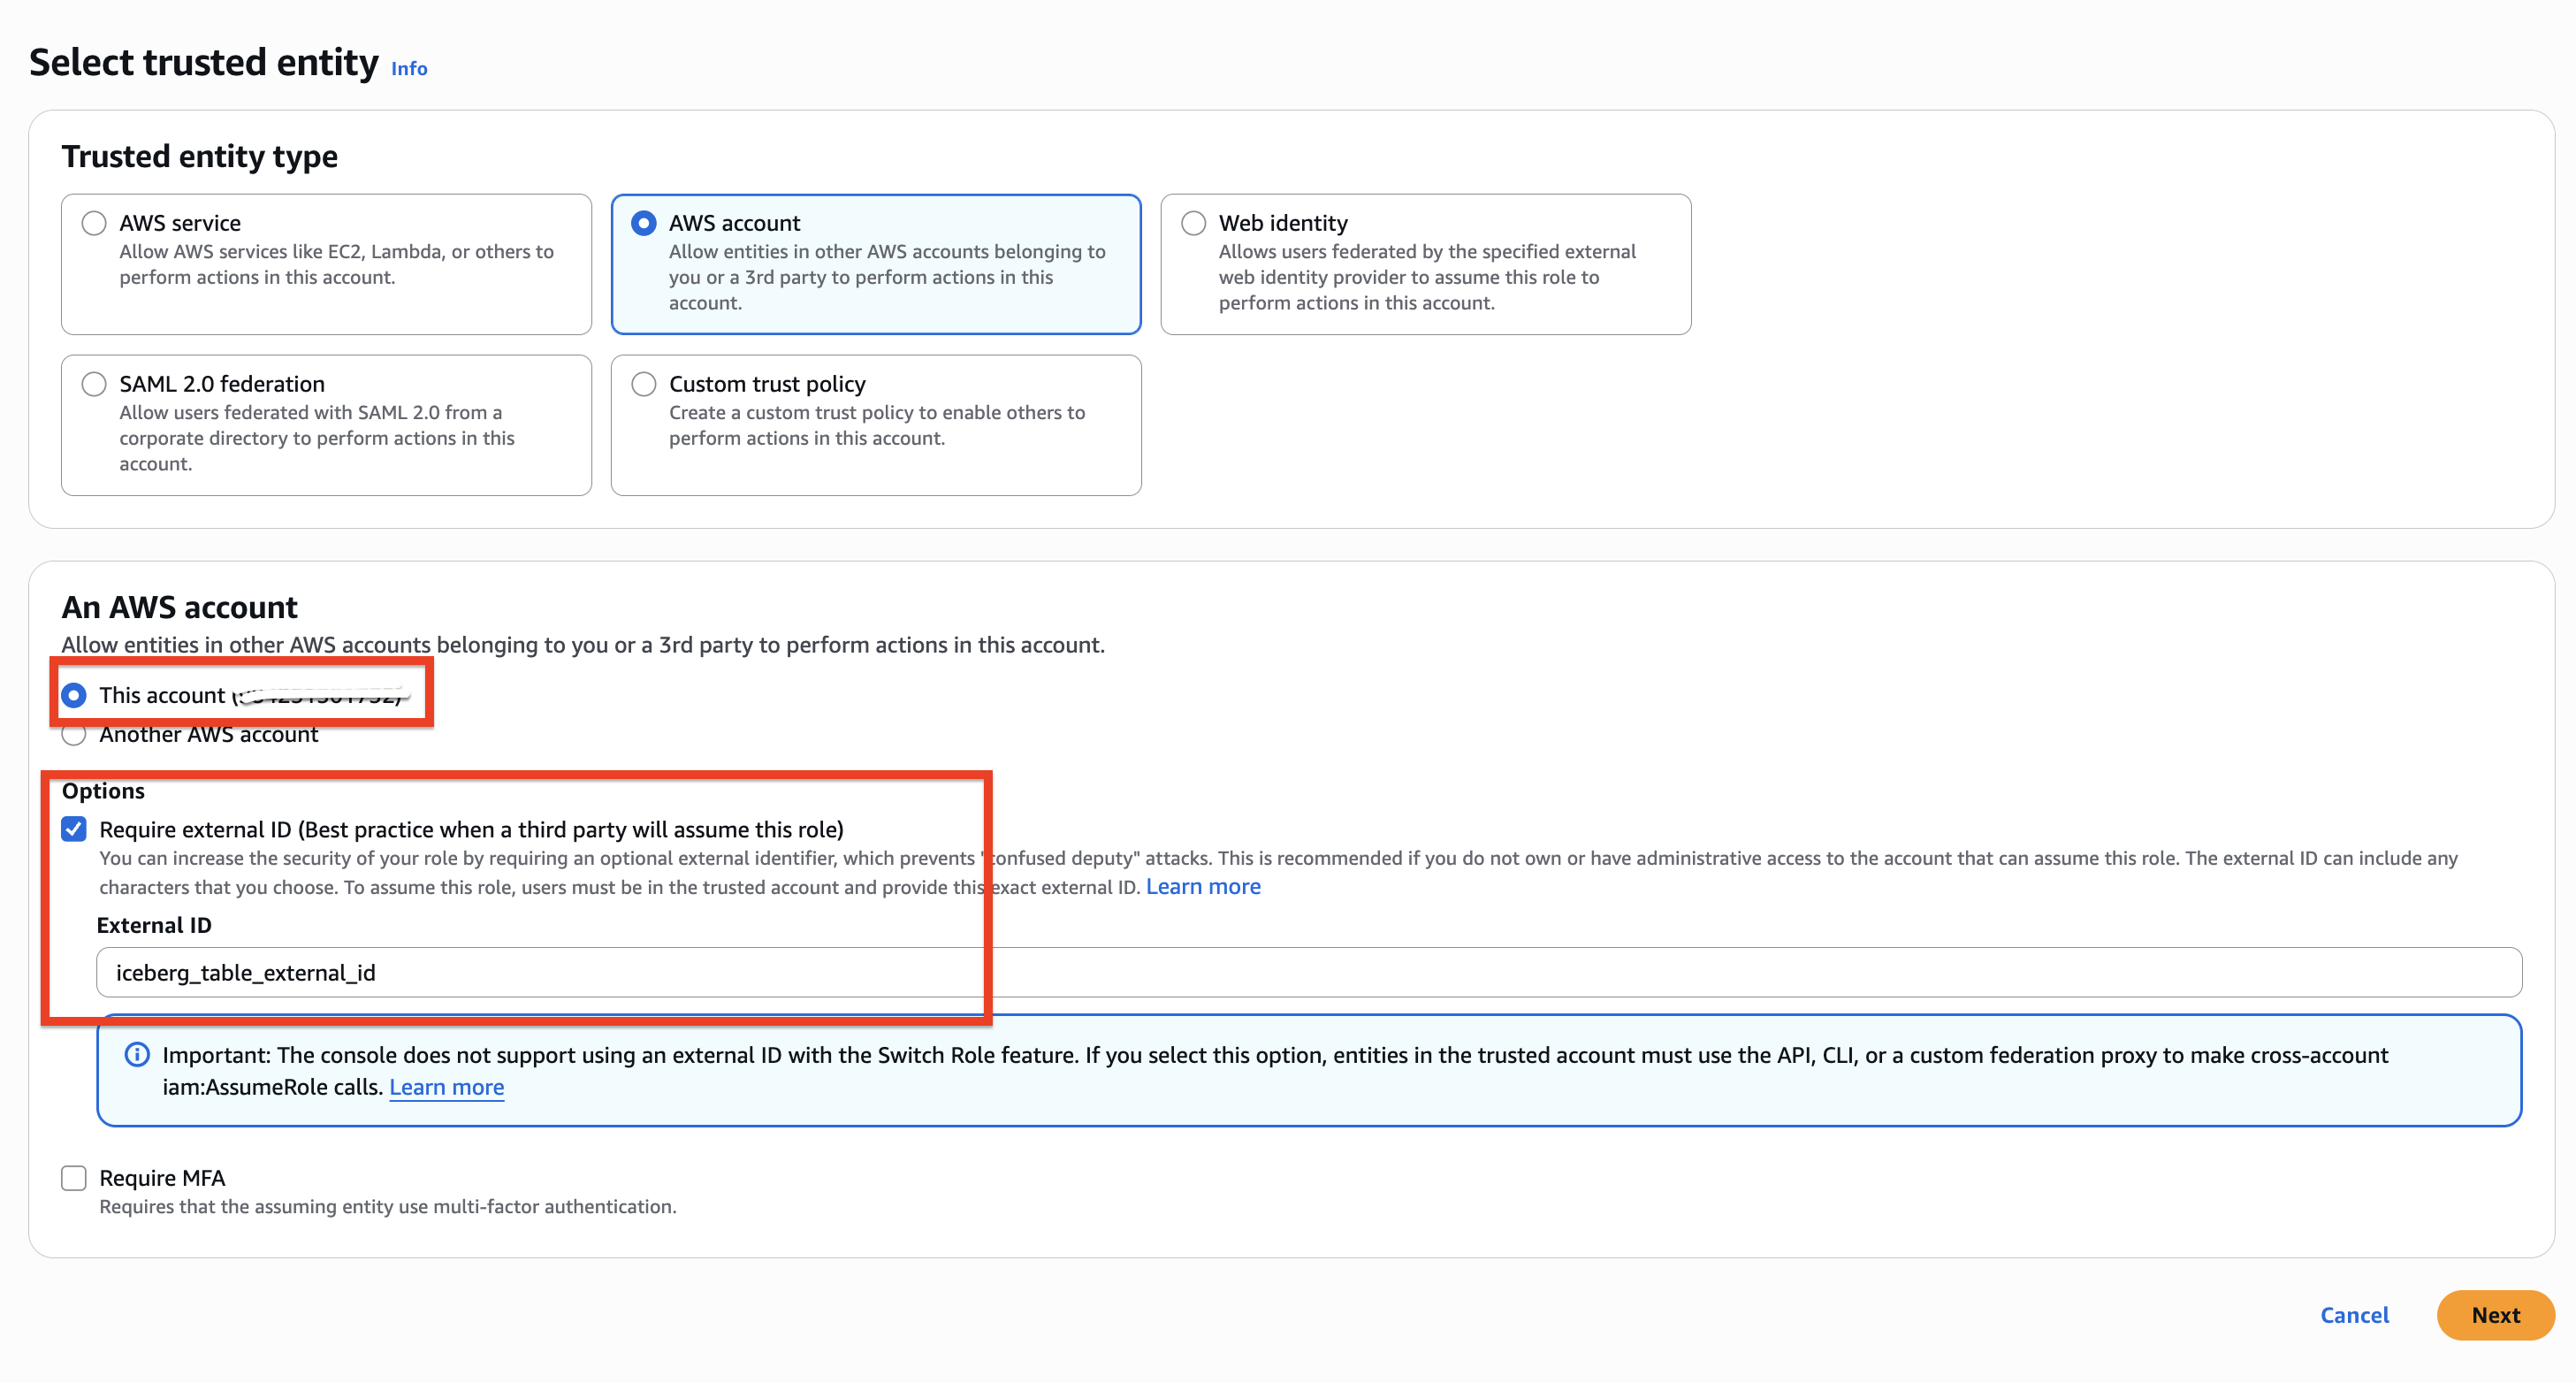 Select trusted entity Info
Trusted entity type
AWS service
Allow AWS services like EC2, Lambda, or others to
perform actions in this account.
AWS account
Allow entities in other AWS accounts belonging to
you or a 3rd party to perform actions in this
account.
Web identity
Allows users federated by the specified external
web identity provider to assume this role to
perform actions in this account.
SAML 2.0 federation
Allow users federated with SAML 2.0 from a
corporate directory to perform actions in this
account.
Custom trust policy
Create a custom trust policy to enable others to
perform actions in this account.
An AWS account
Allow entities in other AWS accounts belonging to you or a 3rd party to perform actions in this account.
This account
Another AWS account
Options
Require external ID (Best practice when a third party will assume this role)
You can increase the security of your role by requiring an optional external identifier, which prevents "confused deputy" attacks. This is recommended if you do not own or have administrative access to the account that can assume this role. The external ID can include any
characters that you choose. To assume this role, users must be in the trusted account and provide this exact external ID. Learn more
External ID
iceberg_table_external_id
Important: The console does not support using an external ID with the Switch Role feature. If you select this option, entities in the trusted account must use the API, CLI, or a custom federation proxy to make cross-account
iam:AssumeRole calls. Learn more
Require MFA
Requires that the assuming entity use multi-factor authentication.
Cancel
Next